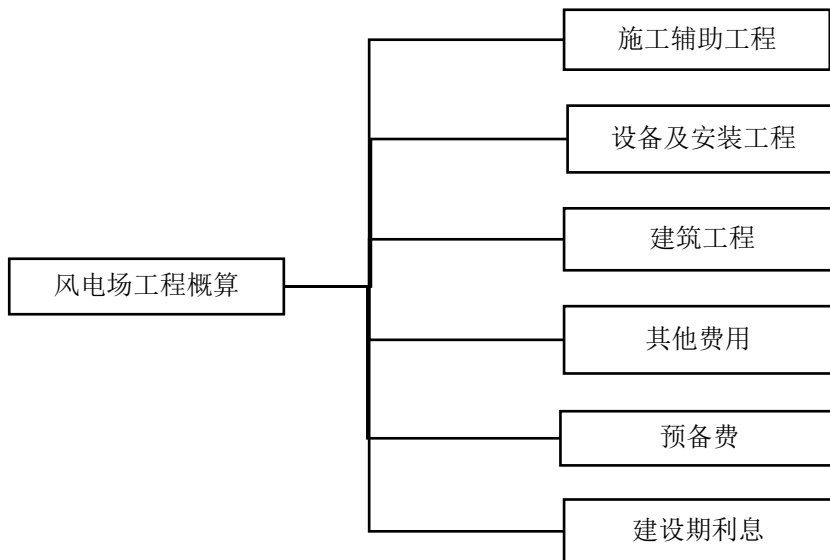 施工辅助工程
设备及安装工程
建筑工程
风电场工程概算
其他费用
预备费
建设期利息